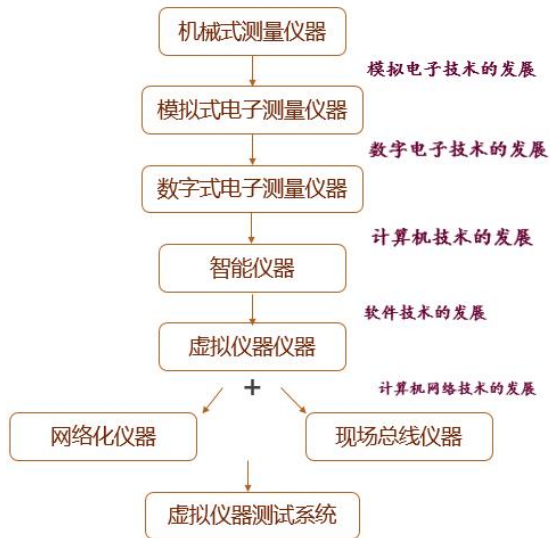 机械式测量仪器
模拟电子技术的发展
模拟式电子测量仪器
数字电子技术的发展
数字式电子测量仪器
计算机技术的发展
智能仪器
软件技术的发展
虚拟仪器仪器
+
计算机网络技术的发展
网络化仪器
现场总线仪器
虚拟仪器测试系统